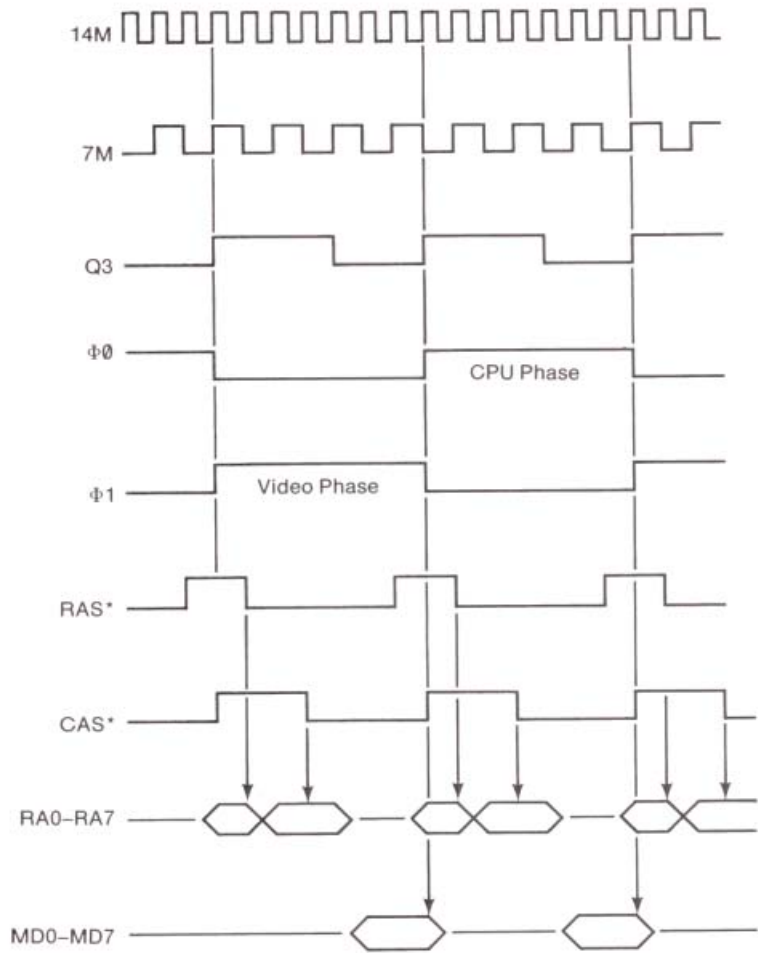 14M
7M
Q3
Φ0
CPU Phase
Φ1
Video Phase
RAS*
CAS*
RA0–RA7
MD0–MD7